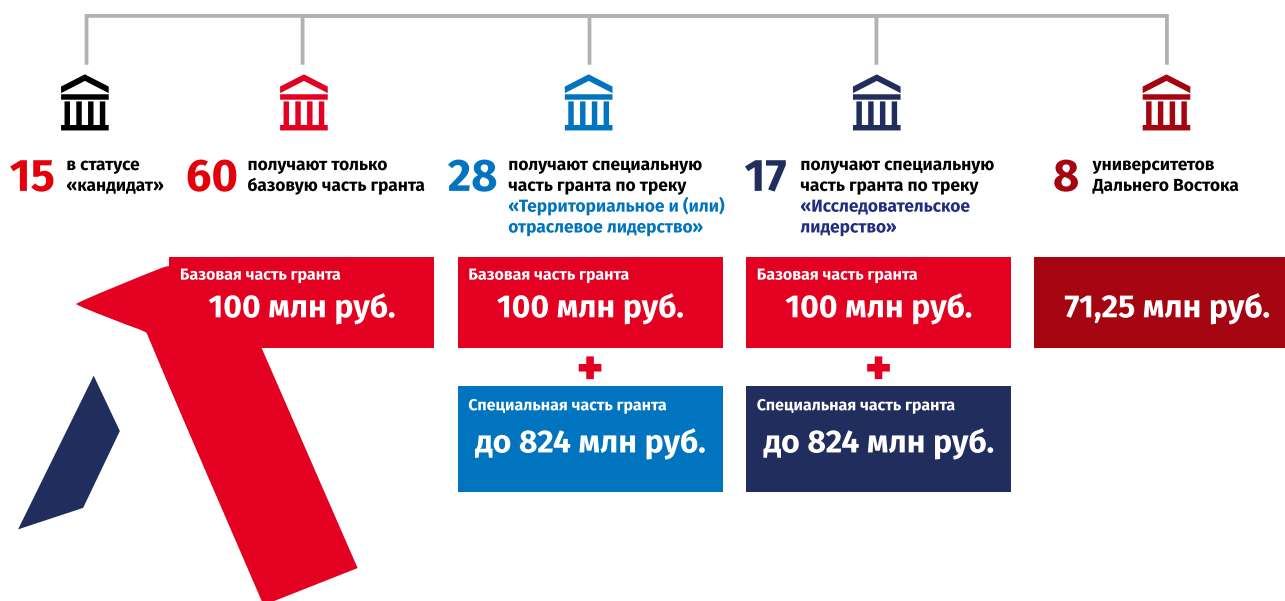 15 в статусе
«кандидат»
60 получают только
базовую часть гранта
28 получают специальную
часть гранта по треку
«Территориальное и (или)
отраслевое лидерство»
17 получают специальную
часть гранта по треку
«Исследовательское
лидерство»
8 университетов
Дальнего Востока
Базовая часть гранта
100 млн руб.
Базовая часть гранта
100 млн руб.
+
Специальная часть гранта
до 824 млн руб.
Базовая часть гранта
100 млн руб.
+
Специальная часть гранта
до 824 млн руб.
71,25 млн руб.